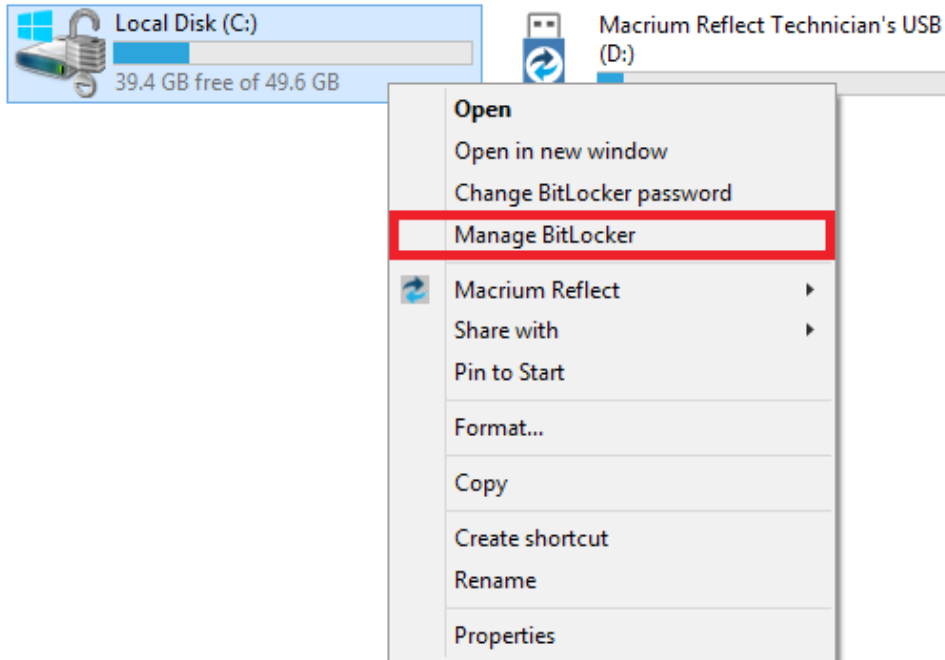 Local Disk (C:)
39.4 GB free of 49.6 GB
Macrium Reflect Technician's USB
(D:)
Open
Open in new window
Change BitLocker password
Manage BitLocker
Macrium Reflect
Share with
Pin to Start
Format...
Copy
Create shortcut
Rename
Properties